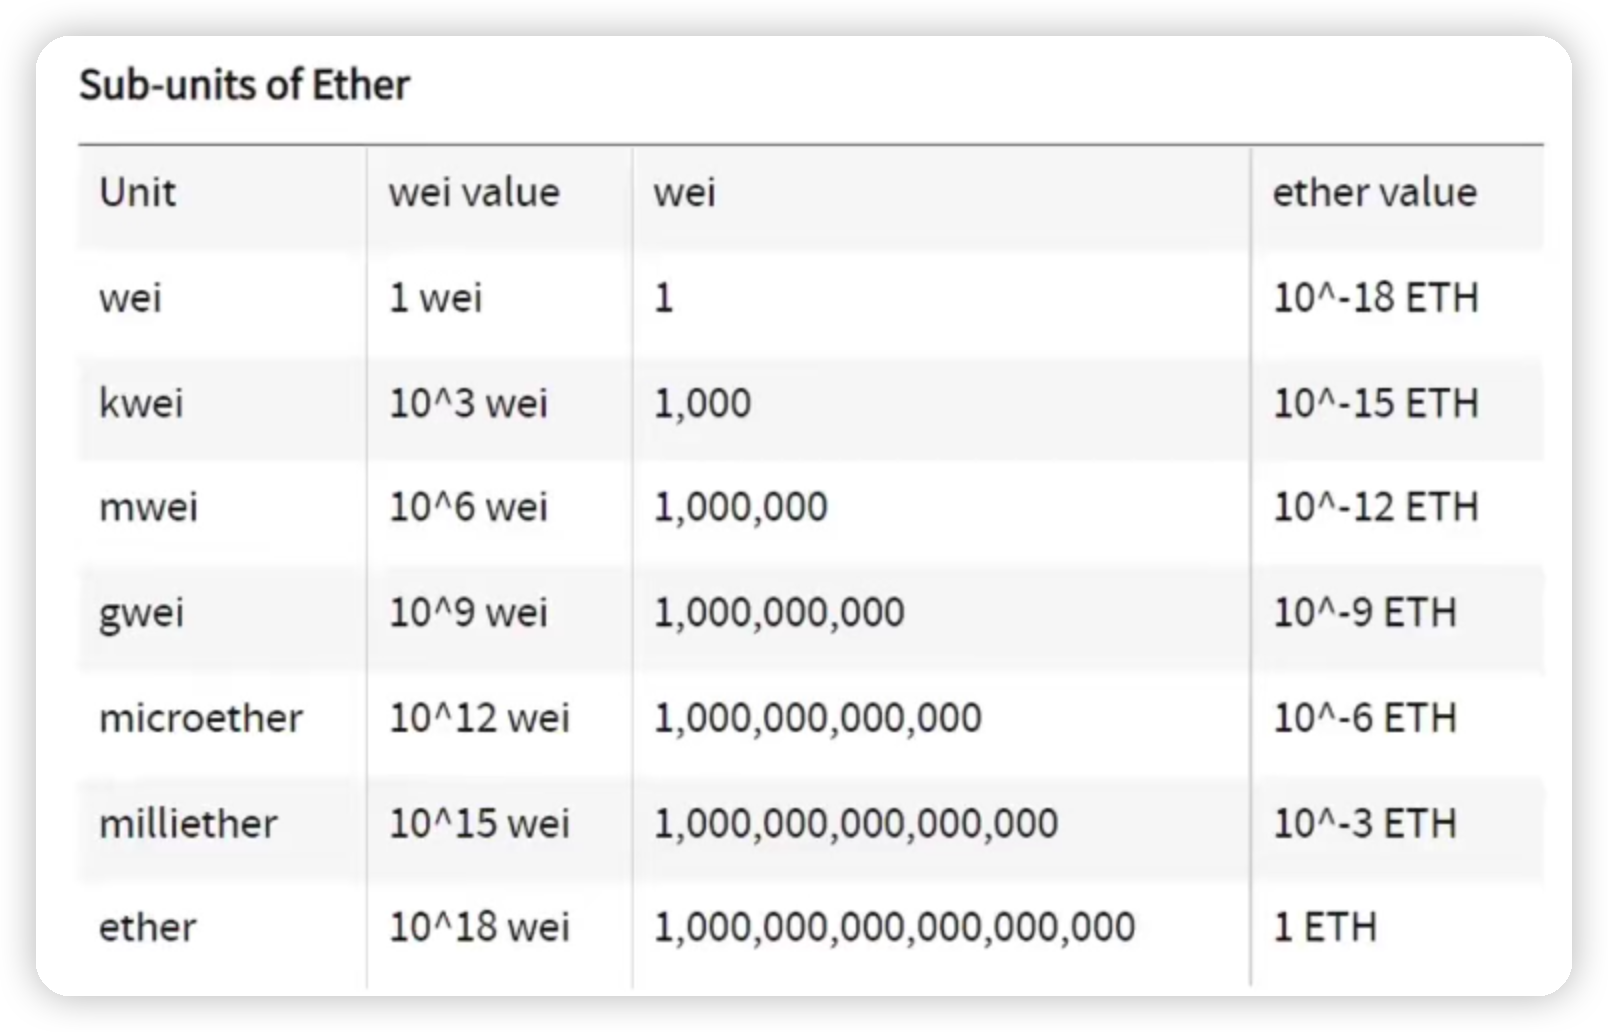 Sub-units of Ether
Unit wei value wei ether value
wei 1 wei 1 10^-18 ETH
kwei 10^3 wei 1,000 10^-15 ETH
mwei 10^6 wei 1,000,000 10^-12 ETH
gwei 10^9 wei 1,000,000,000 10^-9 ETH
microether 10^12 wei 1,000,000,000,000 10^-6 ETH
milliether 10^15 wei 1,000,000,000,000,000 10^-3 ETH
ether 10^18 wei 1,000,000,000,000,000,000 1 ETH